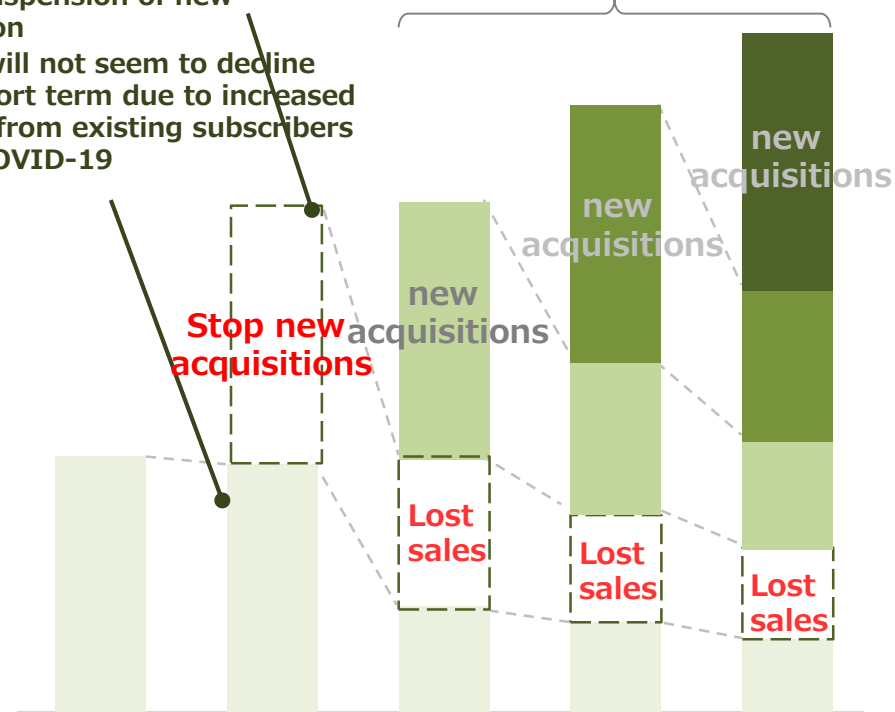 on
will not seem to decline
ort term due to increased
from existing subscribers
OVID-19
new
acquisitions
new
acquisitions
new
acquisitions
Stop new
acquisitions
Lost
sales
Lost
sales
Lost
sales